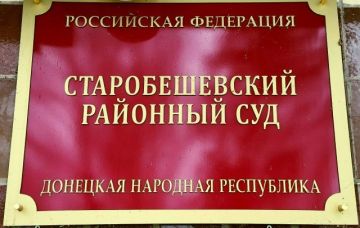 РОССИЙСКАЯ ФЕДЕРАЦИЯ
СТАРОБЕШЕВСКИЙ
РАЙОННЫЙ СУД
ДОНЕЦКАЯ НАРОДНАЯ РЕСПУБЛИКА